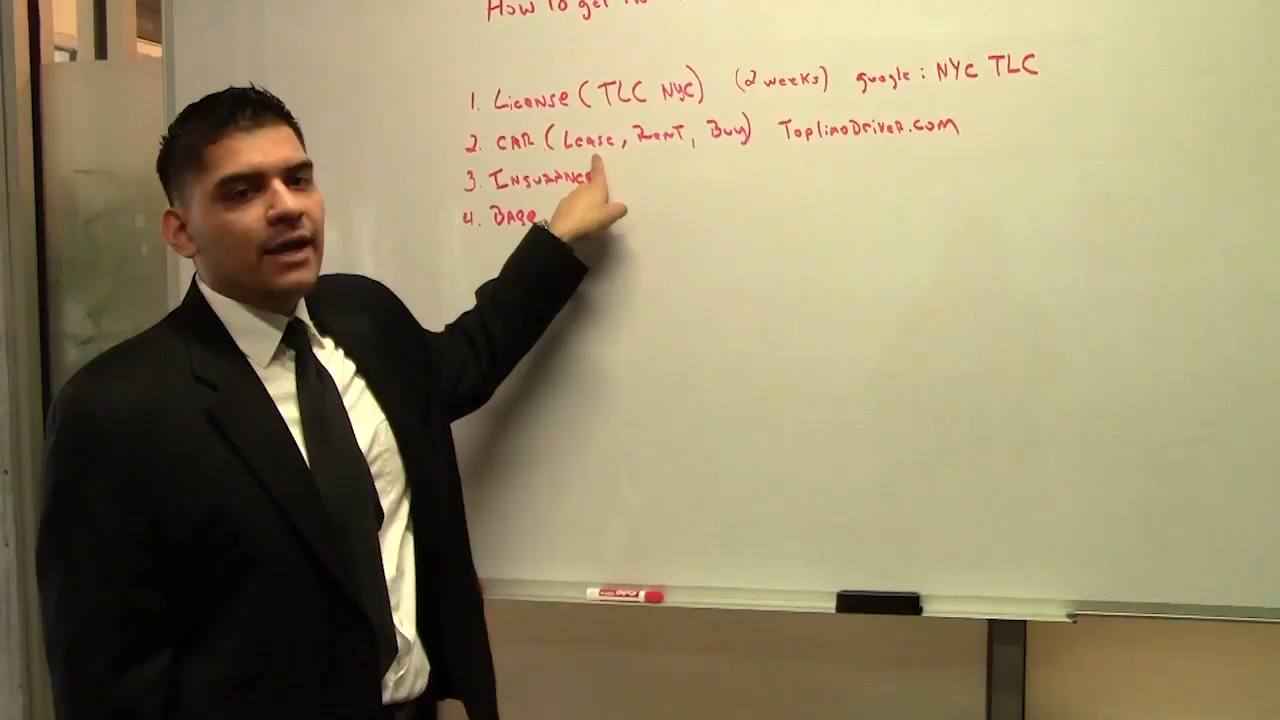 How to get
1. License (TLC NYC) (2 weeks) google: NYC TLC
2. CAR (Lease, Rent, Buy) ToplimoDriver.com
3. Insurance
4. Base